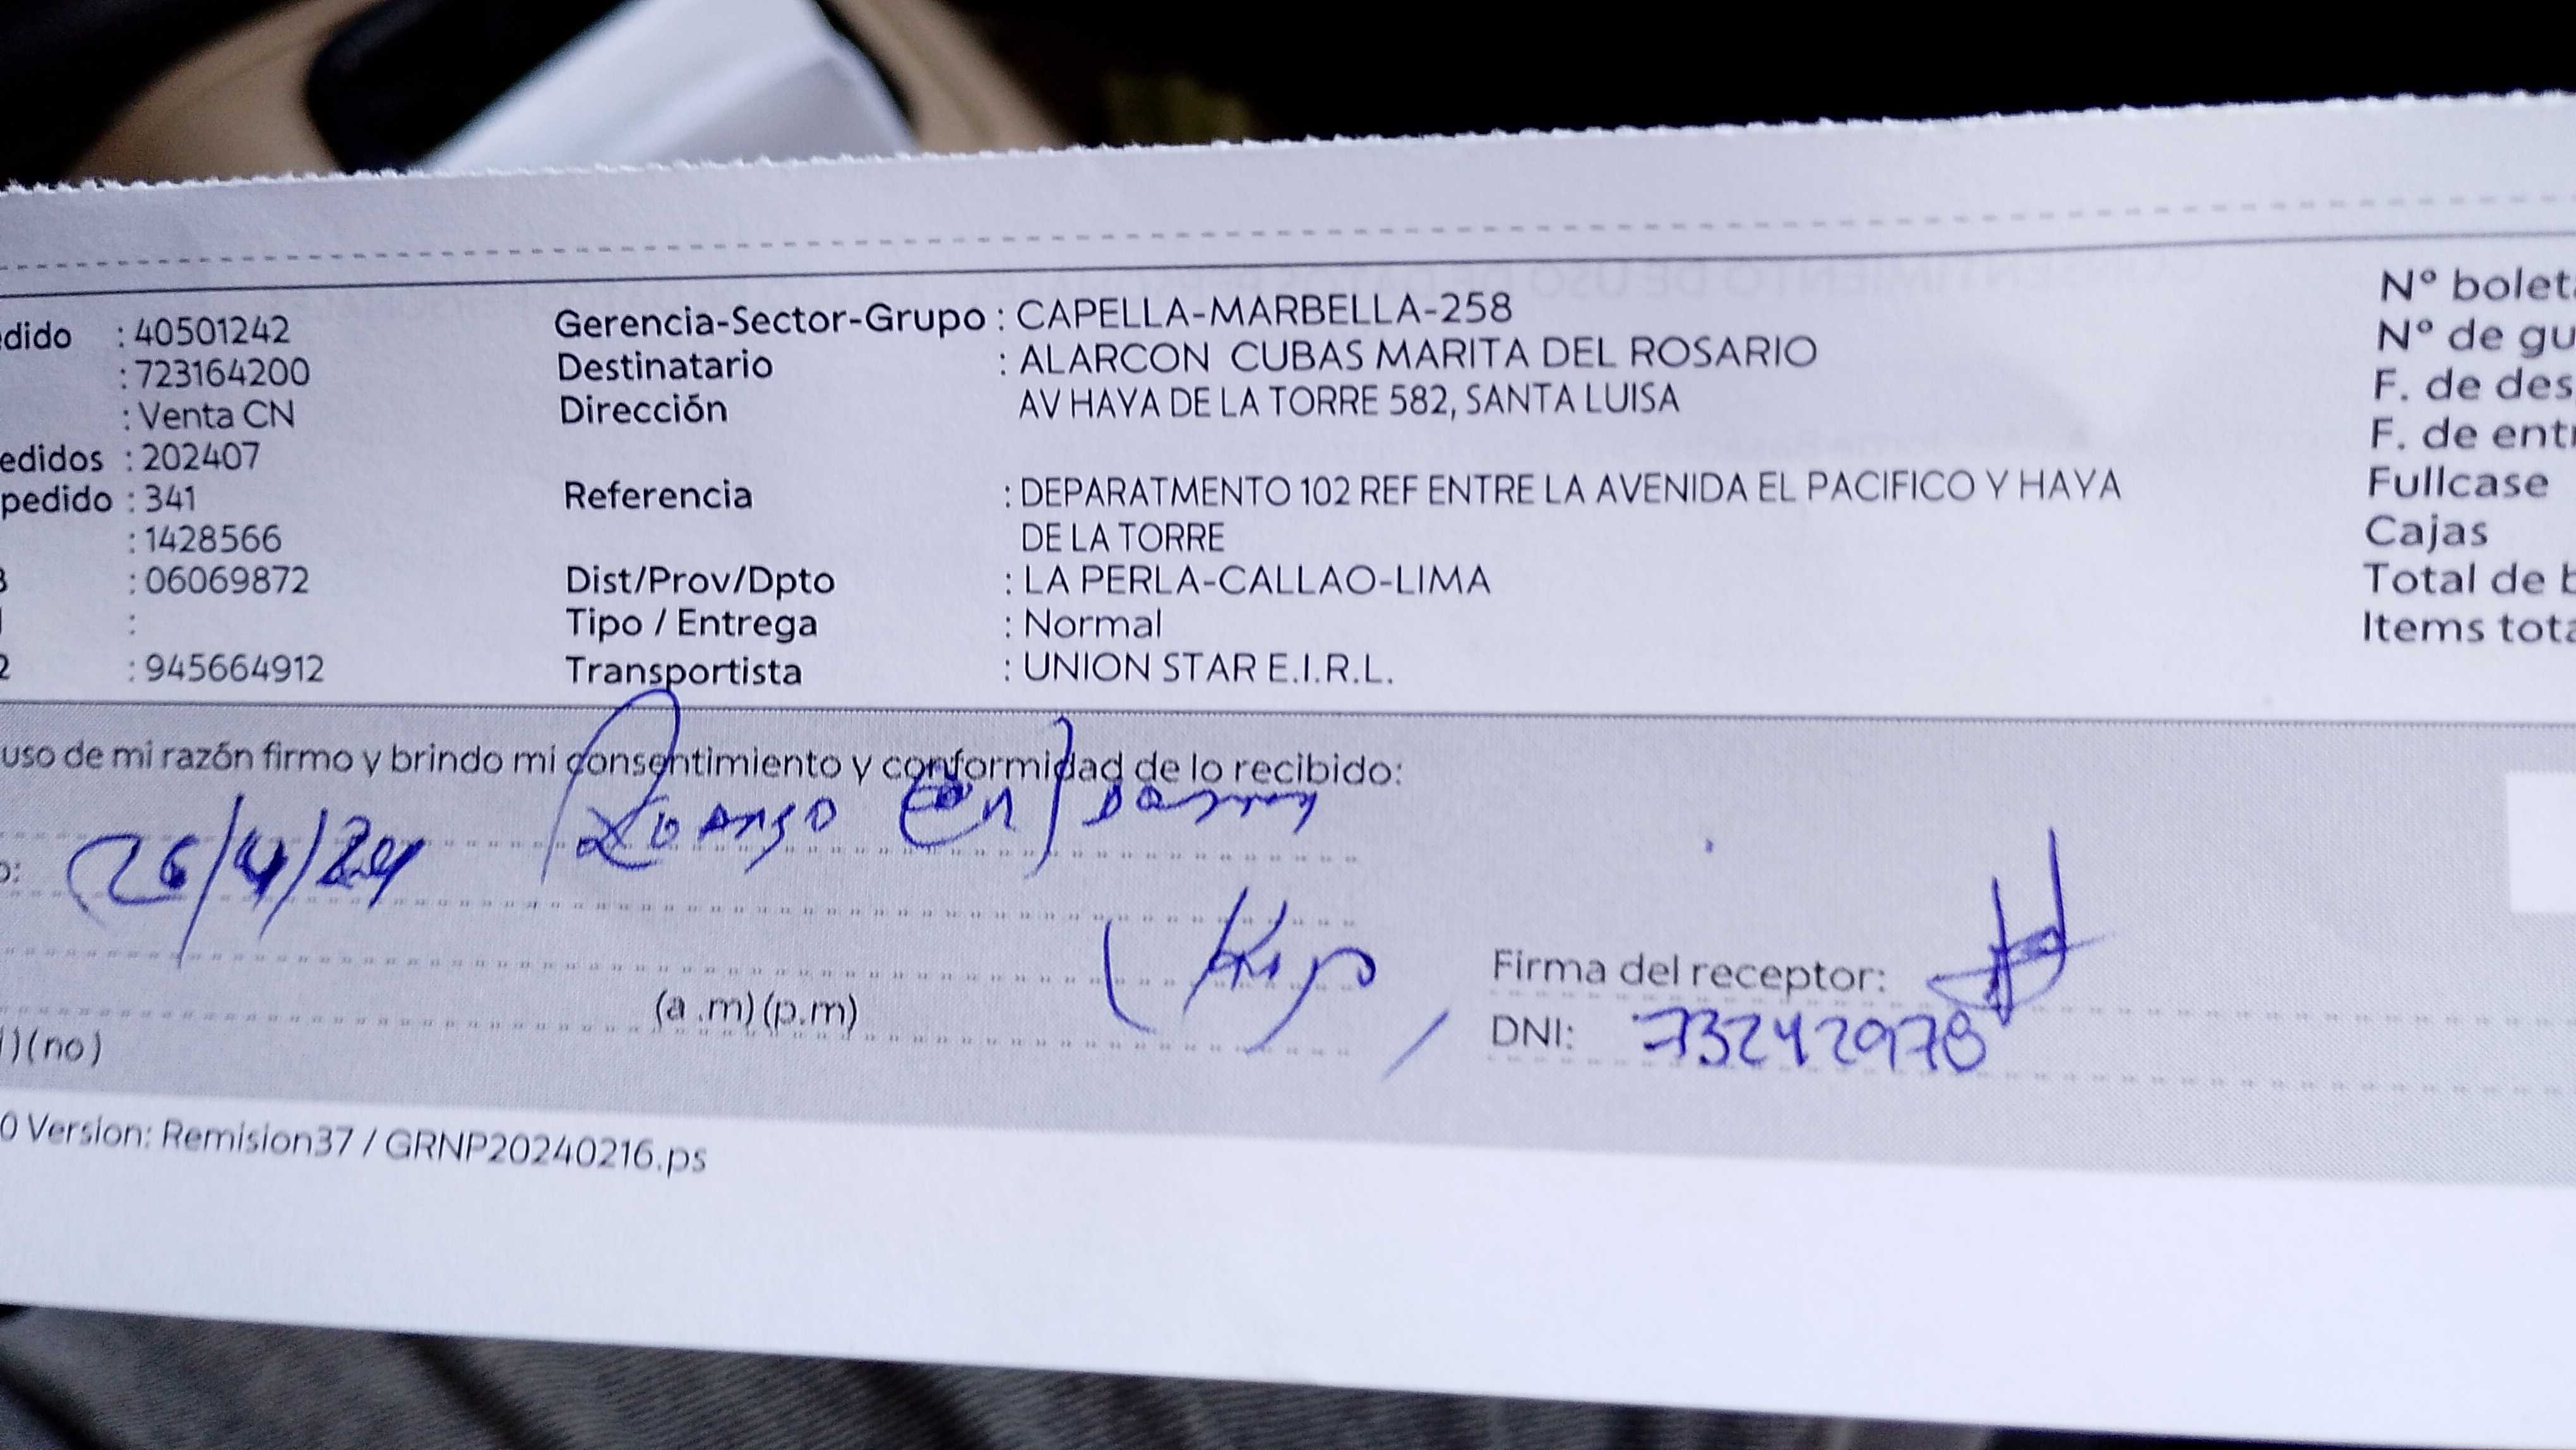 edido : 40501242
: 723164200
: Venta CN
edidos : 202407
pedido : 341
: 1428566
: 06069872
:
2 : 945664912
Gerencia-Sector-Grupo : CAPELLA-MARBELLA-258
Destinatario : ALARCON CUBAS MARITA DEL ROSARIO
Dirección AV HAYA DE LA TORRE 582, SANTA LUISA
Referencia : DEPARATMENTO 102 REF ENTRE LA AVENIDA EL PACIFICO Y HAYA
DE LA TORRE
Dist/Prov/Dpto : LA PERLA-CALLAO-LIMA
Tipo / Entrega : Normal
Transportista : UNION STAR E.I.R.L.
Nº bolet
Nº de gu
F. de des
F. de ent
Fullcase
Cajas
Total de
Items tot
uso de mi razón firmo y brindo mi consentimiento y conformidad de lo recibido:
o: 26/4/24
(Hijo)
(a .m) (p.m)
)(no)
Firma del receptor:
DNI: 73242978
0 Version: Remision37 / GRNP20240216.ps